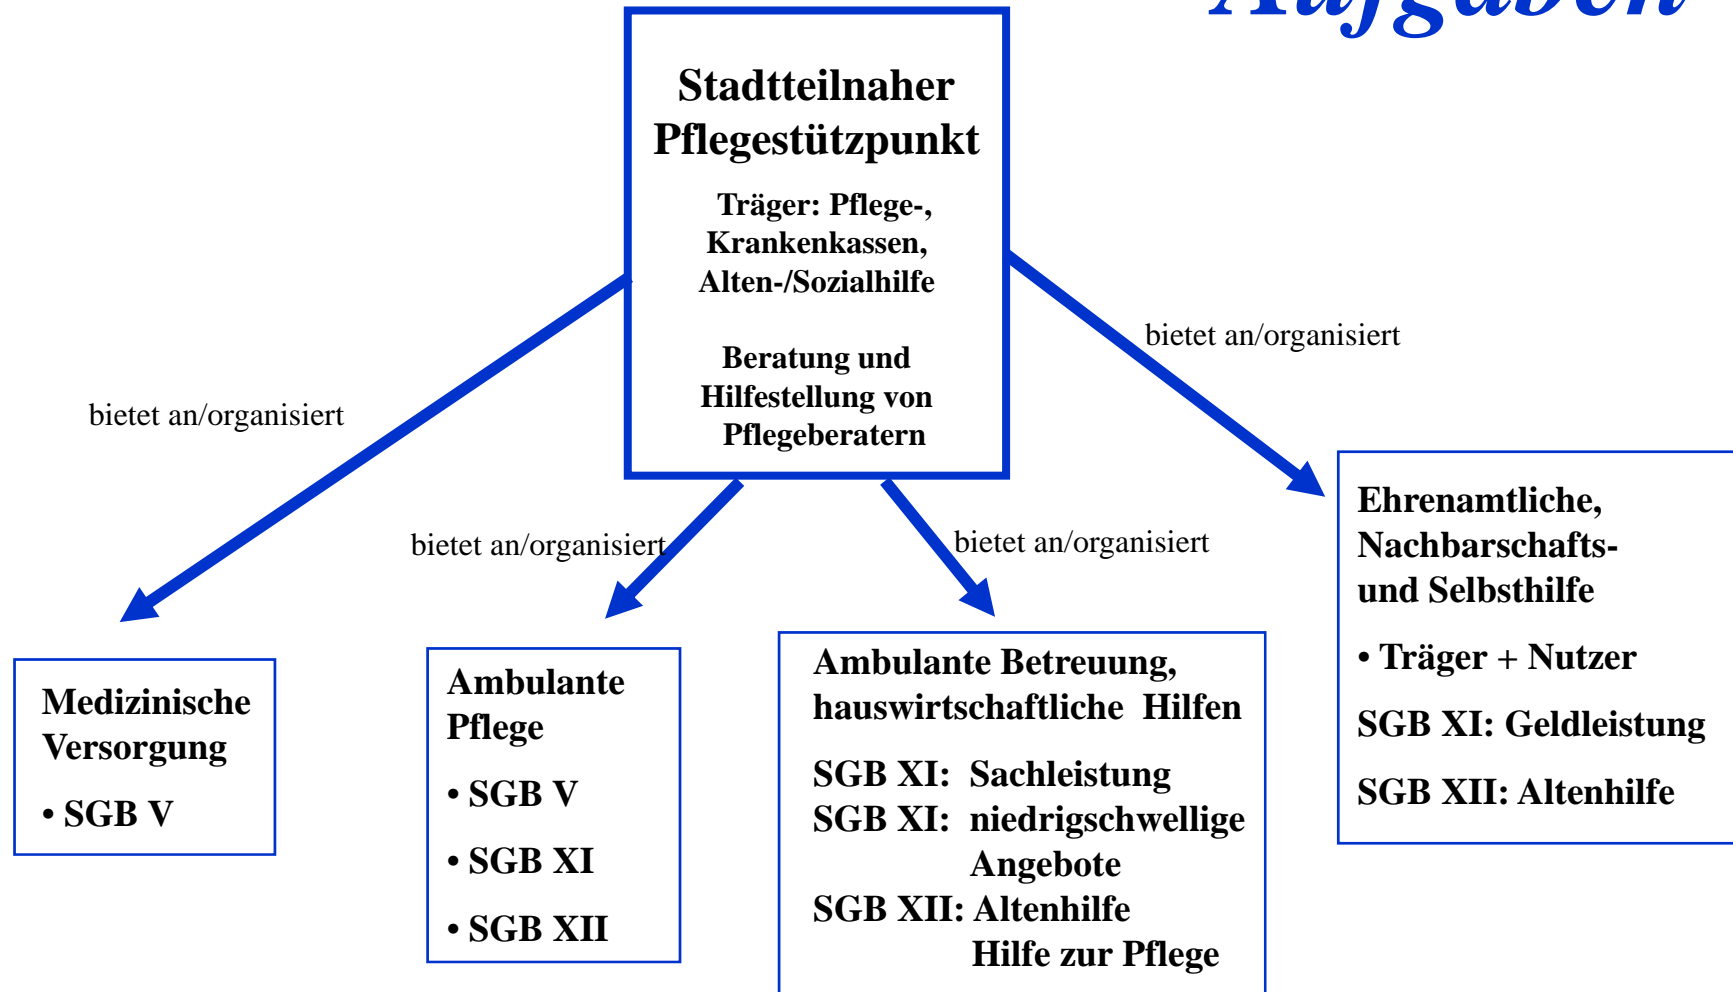 Aufgaben
Stadtteilnaher
Pflegestützpunkt
Träger: Pflege-,
Krankenkassen,
Alten-/Sozialhilfe
Beratung und
Hilfestellung von
Pflegeberatern
bietet an/organisiert
bietet an/organisiert
bietet an/organisiert
bietet an/organisiert
Medizinische
Versorgung
• SGB V
Ambulante
Pflege
• SGB V
• SGB XI
• SGB XII
Ambulante Betreuung,
hauswirtschaftliche Hilfen
SGB XI: Sachleistung
SGB XI: niedrigschwellige
Angebote
SGB XII: Altenhilfe
Hilfe zur Pflege
Ehrenamtliche,
Nachbarschafts-
und Selbsthilfe
• Träger + Nutzer
SGB XI: Geldleistung
SGB XII: Altenhilfe